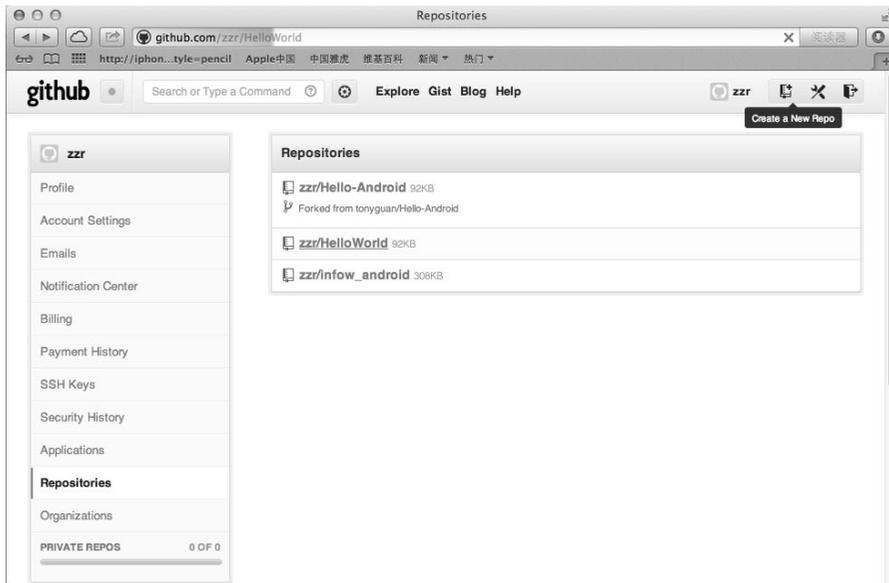 Repositories
github.com/zzr/HelloWorld
阅读器
http://iphon...tyle=pencil Apple中国 中国雅虎 维基百科 新闻 热门
github Search or Type a Command Explore Gist Blog Help zzr
Create a New Repo
zzr
Profile
Account Settings
Emails
Notification Center
Billing
Payment History
SSH Keys
Security History
Applications
Repositories
Organizations
PRIVATE REPOS 0 OF 0
Repositories
zzr/Hello-Android 92KB
Forked from tonyguan/Hello-Android
zzr/HelloWorld 92KB
zzr/infow_android 308KB